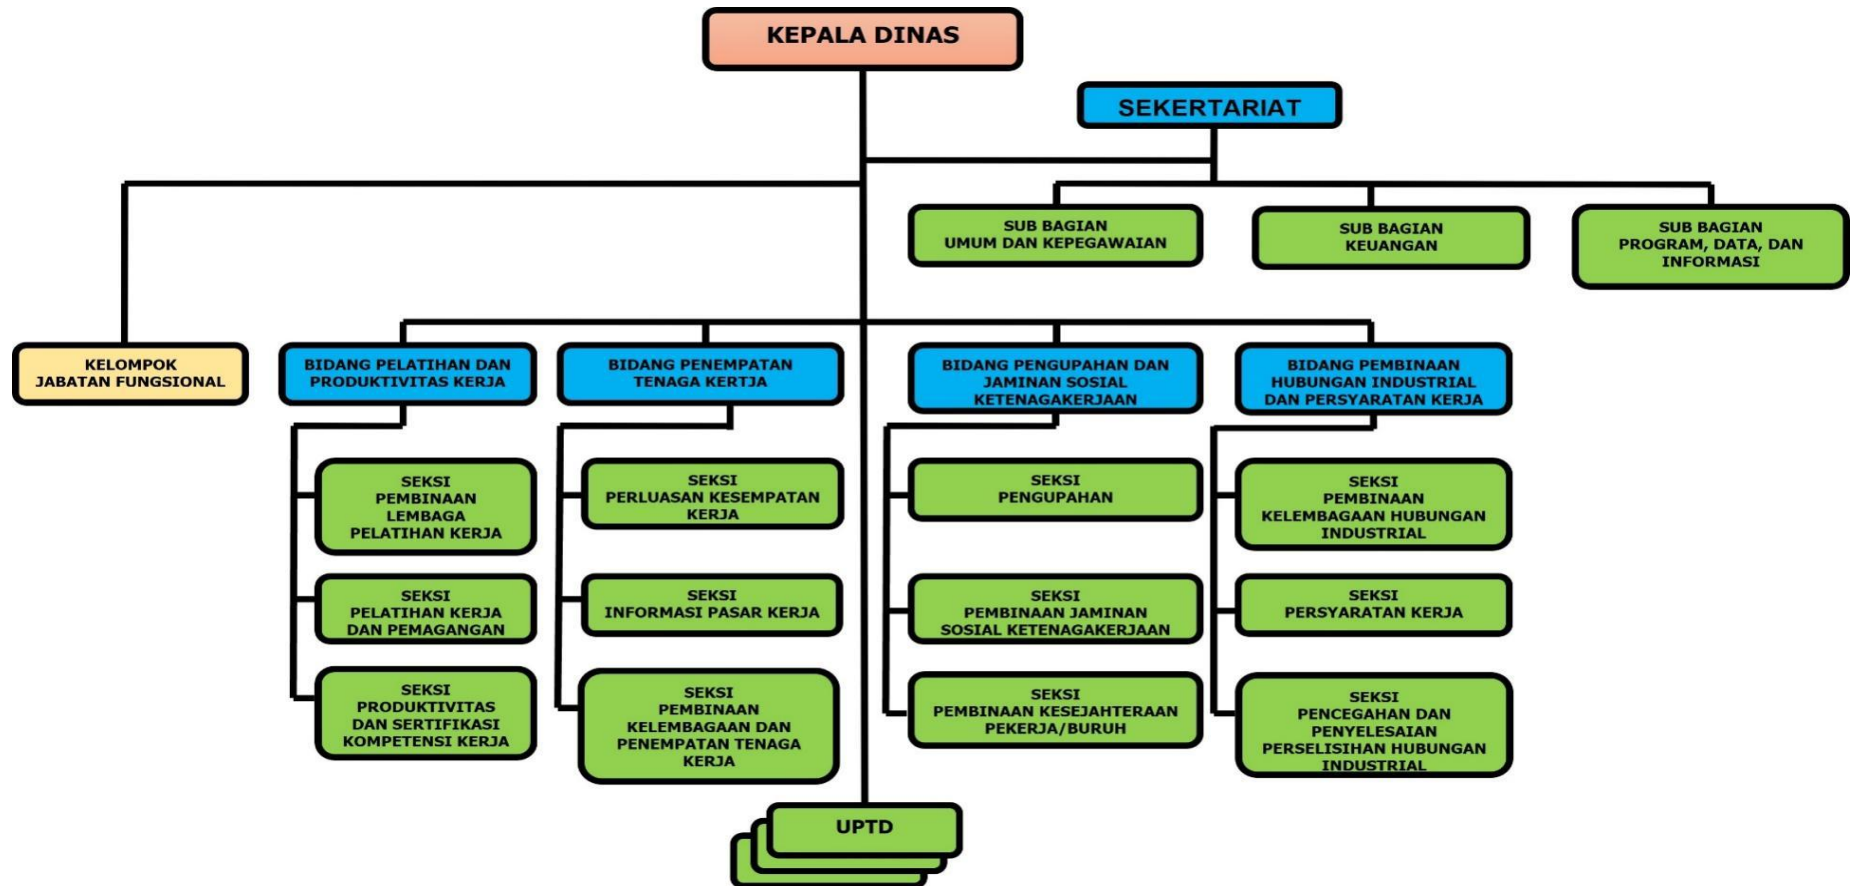 KEPALA DINAS
SEKERTARIAT
SUB BAGIAN
UMUM DAN KEPEGAWAIAN
SUB BAGIAN
KEUANGAN
SUB BAGIAN
PROGRAM, DATA, DAN
INFORMASI
KELOMPOK
JABATAN FUNGSIONAL
BIDANG PELATIHAN DAN
PRODUKTIVITAS KERJA
BIDANG PENEMPATAN
TENAGA KERTJA
BIDANG PENGUPAHAN DAN
JAMINAN SOSIAL
KETENAGAKERJAAN
BIDANG PEMBINAAN
HUBUNGAN INDUSTRIAL
DAN PERSYARATAN KERJA
SEKSI
PEMBINAAN
LEMBAGA
PELATIHAN KERJA
SEKSI
PERLUASAN KESEMPATAN
KERJA
SEKSI
PENGUPAHAN
SEKSI
PEMBINAAN
KELEMBAGAAN HUBUNGAN
INDUSTRIAL
SEKSI
PELATIHAN KERJA
DAN PEMAGANGAN
SEKSI
INFORMASI PASAR KERJA
SEKSI
PEMBINAAN JAMINAN
SOSIAL KETENAGAKERJAAN
SEKSI
PERSYARATAN KERJA
SEKSI
PRODUKTIVITAS
DAN SERTIFIKASI
KOMPETENSI KERJA
SEKSI
PEMBINAAN
KELEMBAGAAN DAN
PENEMPATAN TENAGA
KERJA
SEKSI
PEMBINAAN KESEJAHTERAAN
PEKERJA/BURUH
SEKSI
PENCEGAHAN DAN
PENYELESAIAN
PERSELISIHAN HUBUNGAN
INDUSTRIAL
UPTD